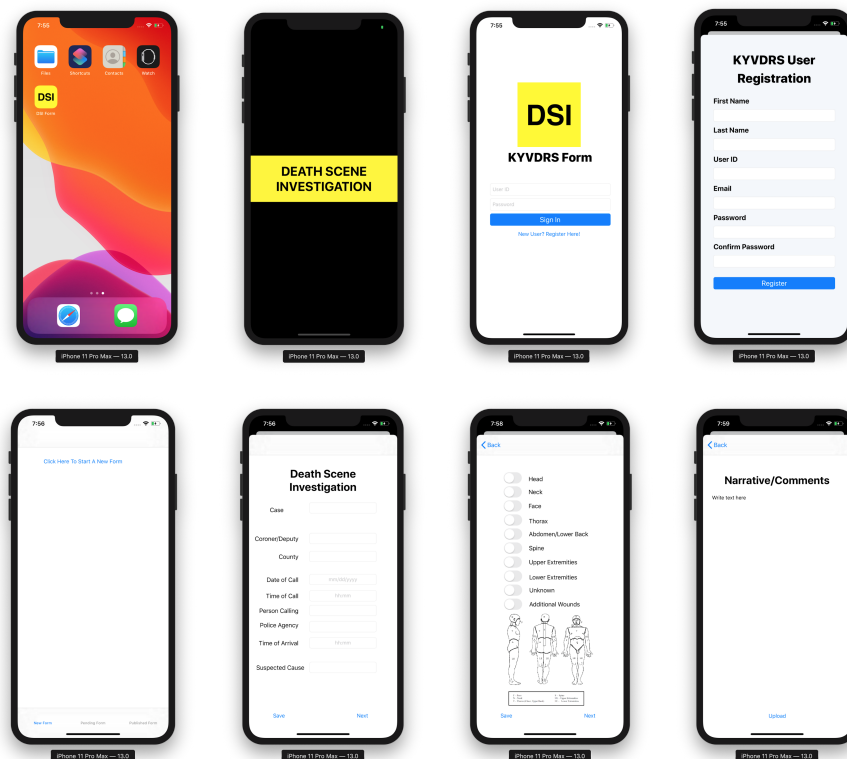 7:55
Files
Shortcuts
Contacts
Watch
DSI
DSI Form
iPhone 11 Pro Max — 13.0
DEATH SCENE
INVESTIGATION
iPhone 11 Pro Max — 13.0
7:55
DSI
KYVDRS Form
User ID
Password
Sign In
New User? Register Here!
iPhone 11 Pro Max — 13.0
7:55
KYVDRS User
Registration
First Name
Last Name
User ID
Email
Password
Confirm Password
Register
iPhone 11 Pro Max — 13.0
7:56
Click Here To Start A New Form
New Form
Pending Form
Published Form
iPhone 11 Pro Max — 13.0
7:56
Death Scene
Investigation
Case
Coroner/Deputy
County
Date of Call mm/dd/yyyy
Time of Call hh:mm
Person Calling
Police Agency
Time of Arrival hh:mm
Suspected Cause
Save Next
iPhone 11 Pro Max — 13.0
7:58
Back
Head
Neck
Face
Thorax
Abdomen/Lower Back
Spine
Upper Extremities
Lower Extremities
Unknown
Additional Wounds
Save Next
iPhone 11 Pro Max — 13.0
7:59
Back
Narrative/Comments
Write text here
Upload
iPhone 11 Pro Max — 13.0